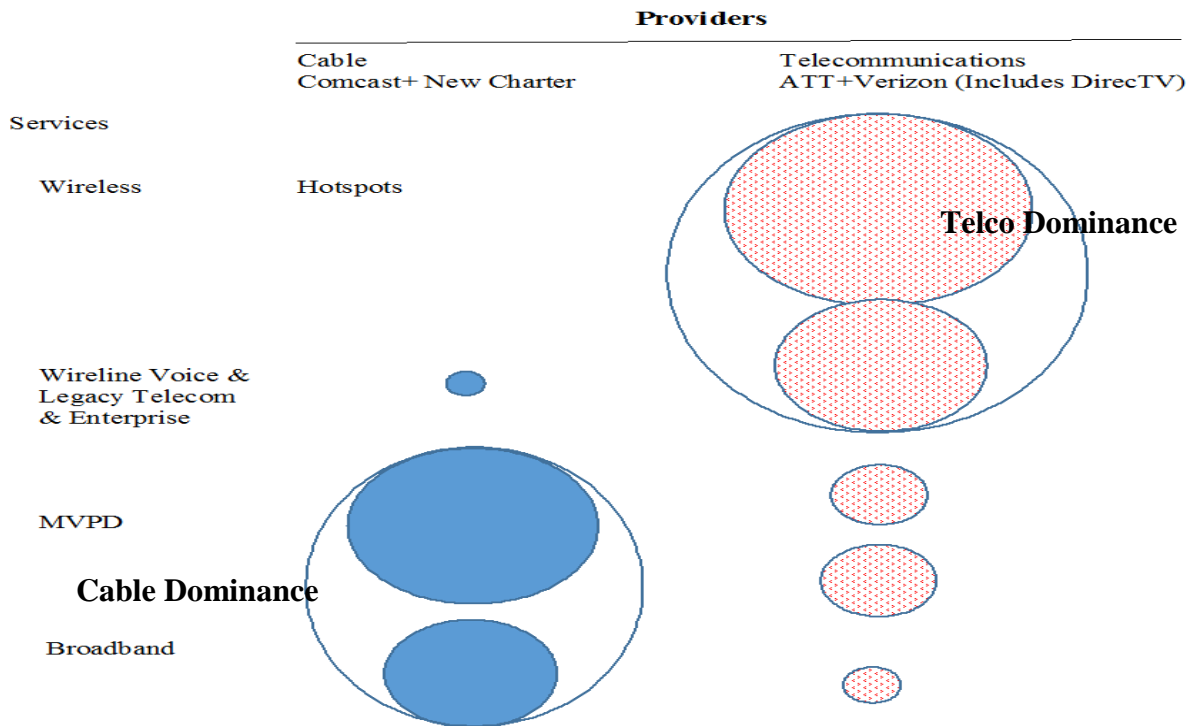 Providers
Cable
Comcast+ New Charter
Telecommunications
ATT+Verizon (Includes DirecTV)
Services
Wireless
Hotspots
Telco Dominance
Wireline Voice &
Legacy Telecom
& Enterprise
MVPD
Cable Dominance
Broadband